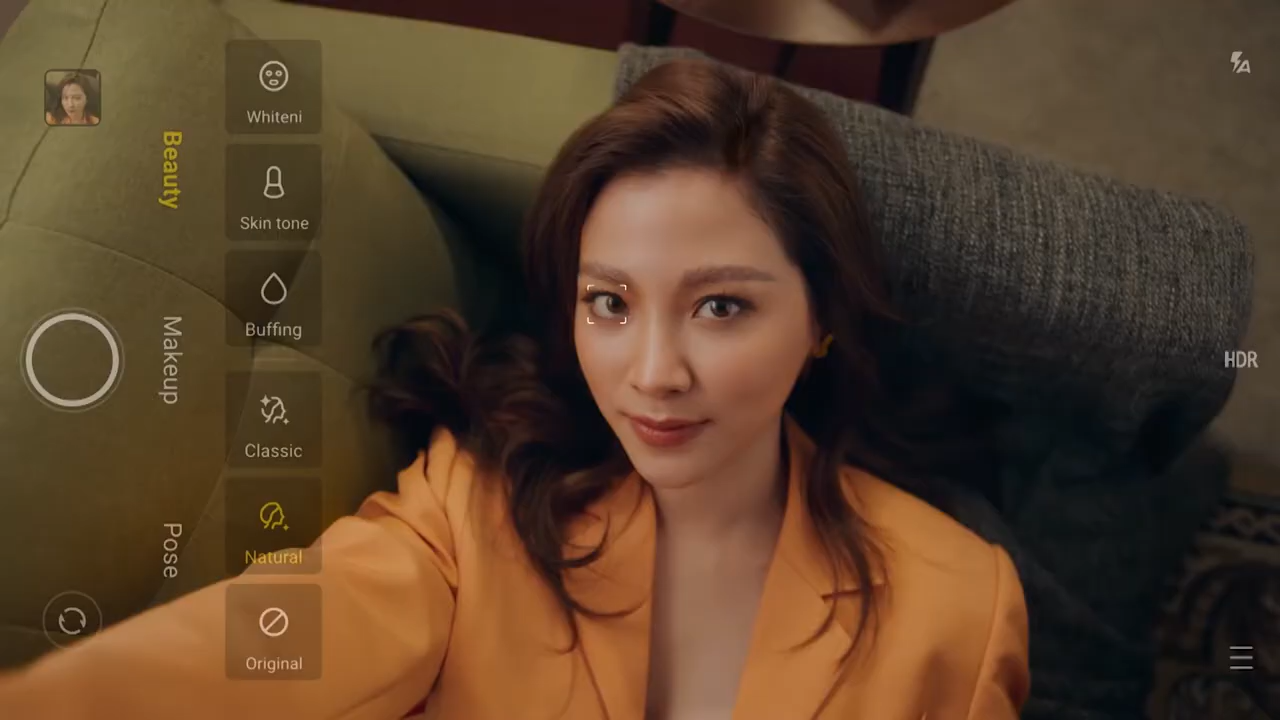 Beauty
Makeup
Pose
Whiteni
Skin tone
Buffing
Classic
Natural
Original
HDR
A